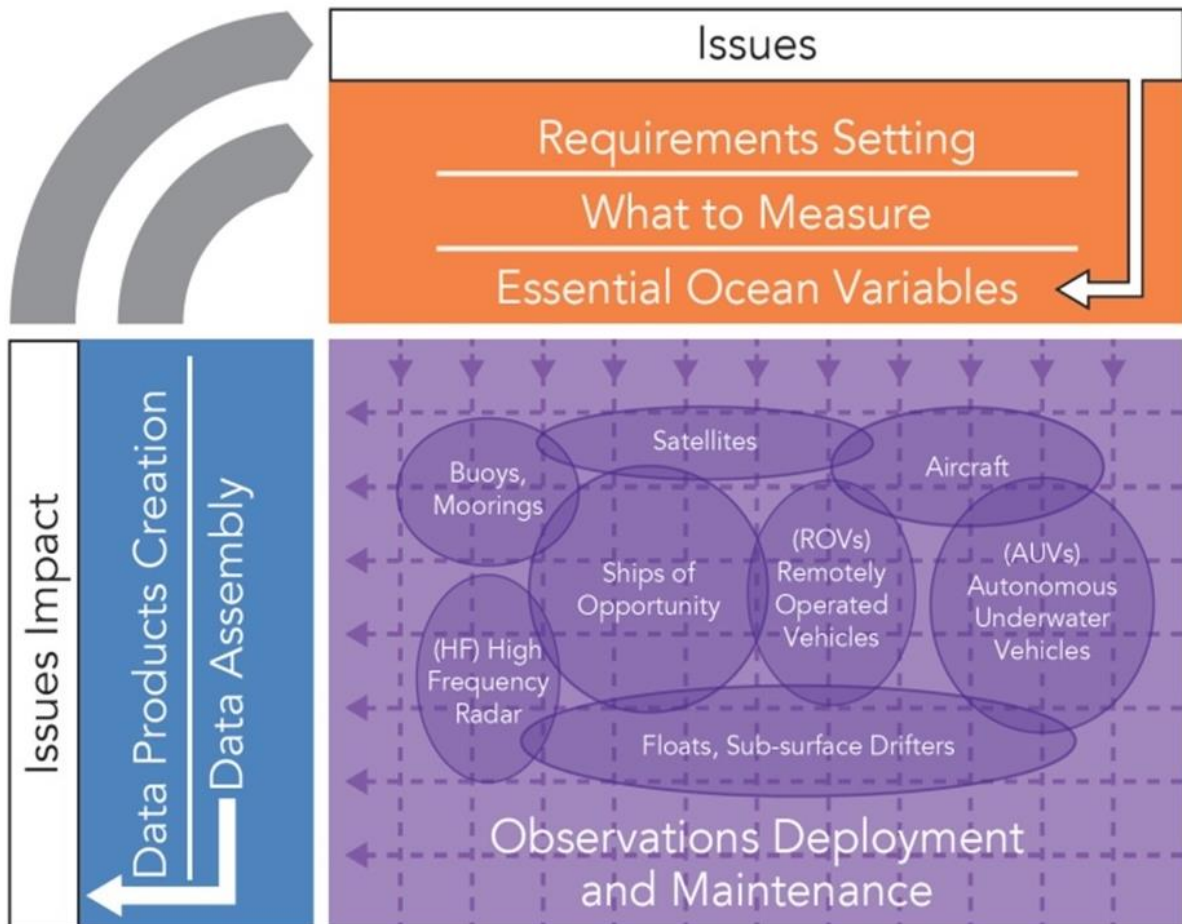 Issues
Requirements Setting
What to Measure
Essential Ocean Variables
Issues Impact
Data Products Creation
Data Assembly
Satellites
Aircraft
Buoys,
Moorings
Ships of
Opportunity
(ROVs)
Remotely
Operated
Vehicles
(AUVs)
Autonomous
Underwater
Vehicles
(HF) High
Frequency
Radar
Floats, Sub-surface Drifters
Observations Deployment
and Maintenance